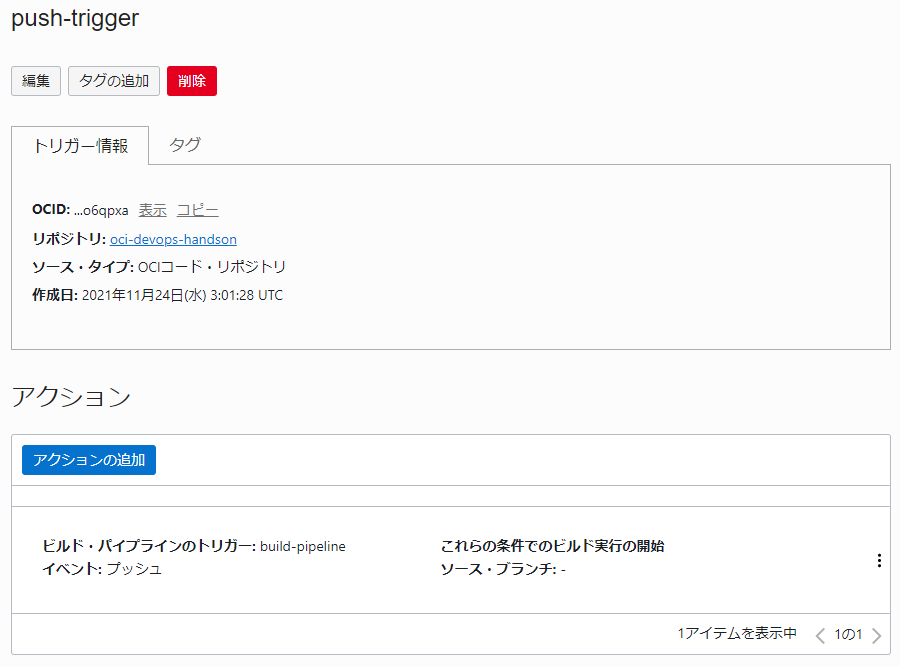 push-trigger
編集 タグの追加 削除
トリガー情報 タグ
OCID: ...o6qpxa 表示 コピー
リポジトリ: oci-devops-handson
ソース・タイプ: OCIコード・リポジトリ
作成日: 2021年11月24日(水) 3:01:28 UTC
アクション
アクションの追加
ビルド・パイプラインのトリガー: build-pipeline
イベント: プッシュ
これらの条件でのビルド実行の開始
ソース・ブランチ: -
1アイテムを表示中 1の1